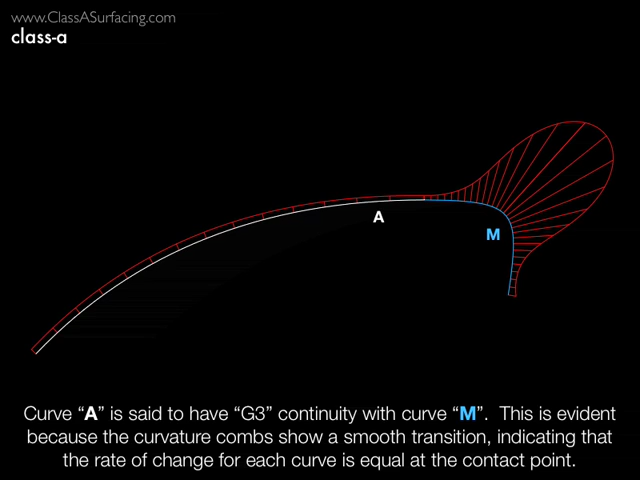 www.ClassASurfacing.com
class-a
A
M
Curve “A” is said to have “G3” continuity with curve “M”.  This is evident
because the curvature combs show a smooth transition, indicating that
the rate of change for each curve is equal at the contact point.